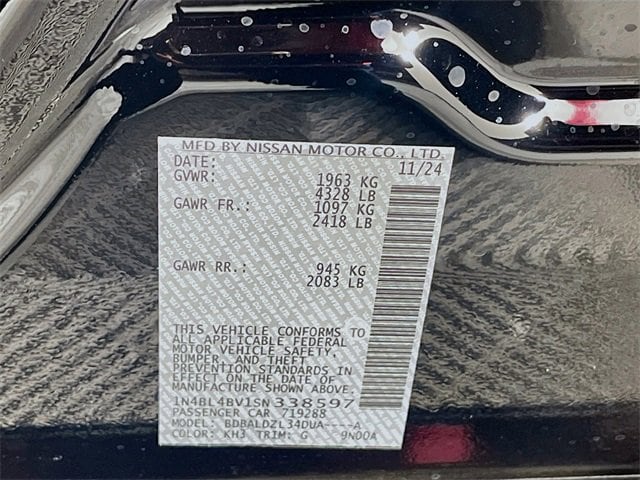 MFD BY NISSAN MOTOR CO., LTD.
DATE: 11/24
GVWR: 1963 KG
4328 LB
GAWR FR.: 1097 KG
2418 LB
GAWR RR.: 945 KG
2083 LB
THIS VEHICLE CONFORMS TO
ALL APPLICABLE FEDERAL
MOTOR VEHICLE SAFETY,
BUMPER, AND THEFT
PREVENTION STANDARDS IN
EFFECT ON THE DATE OF
MANUFACTURE SHOWN ABOVE.
1N4BL4BV1SN338597
PASSENGER CAR 719288
MODEL: BDBALDZL34DUA----A
COLOR: KH3 TRIM: G 9N00A